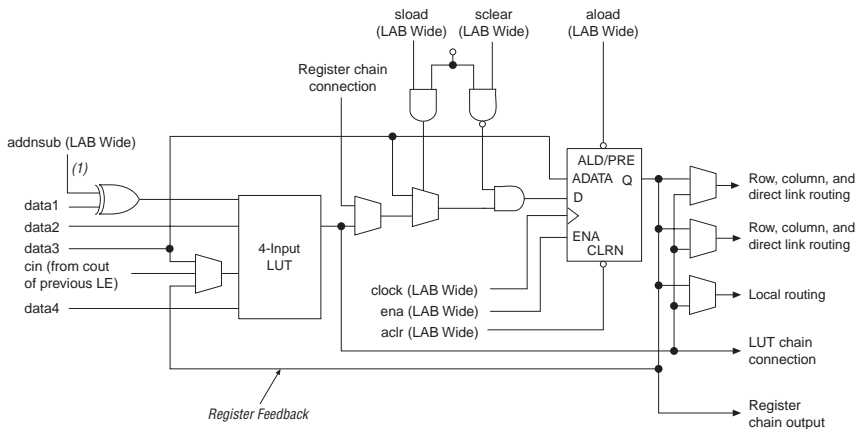 sload
(LAB Wide)
sclear
(LAB Wide)
aload
(LAB Wide)
Register chain
connection
addnsub (LAB Wide)
(1)
data1
data2
data3
cin (from cout
of previous LE)
data4
4-Input
LUT
ALD/PRE
ADATA Q
D
ENA
CLRN
clock (LAB Wide)
ena (LAB Wide)
aclr (LAB Wide)
Row, column, and
direct link routing
Row, column, and
direct link routing
Local routing
LUT chain
connection
Register
chain output
Register Feedback